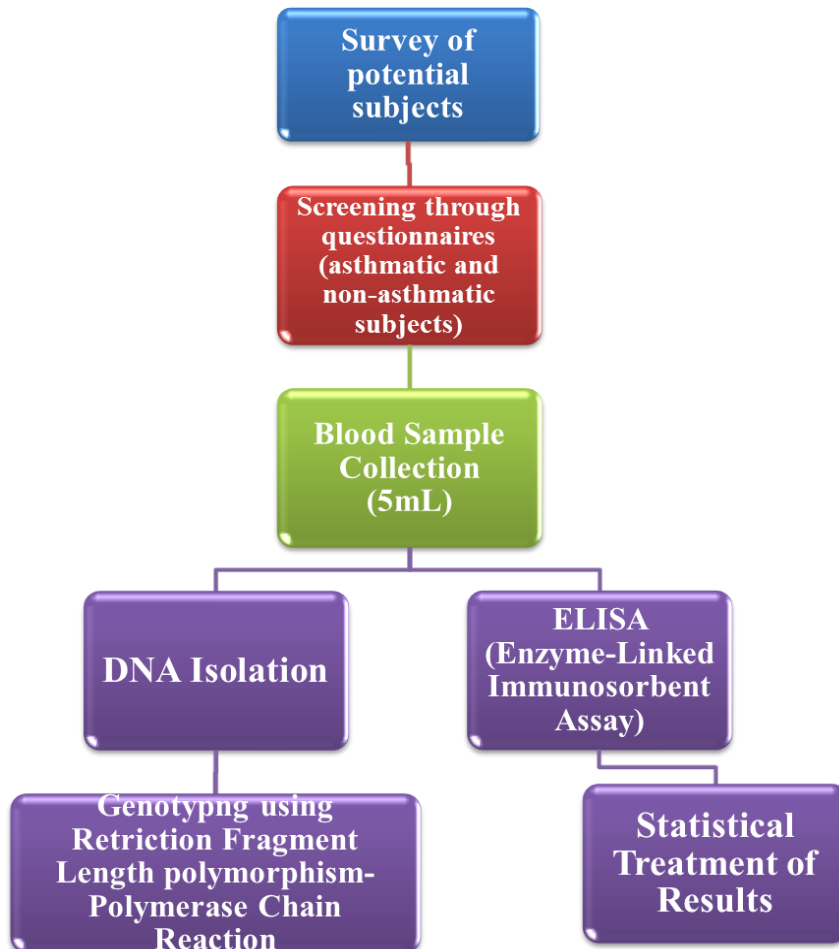 Survey of
potential
subjects
Screening through
questionnaires
(asthmatic and
non-asthmatic
subjects)
Blood Sample
Collection
(5mL)
DNA Isolation
ELISA
(Enzyme-Linked
Immunosorbent
Assay)
Genotypng using
Retriction Fragment
Length polymorphism-
Polymerase Chain
Reaction
Statistical
Treatment of
Results